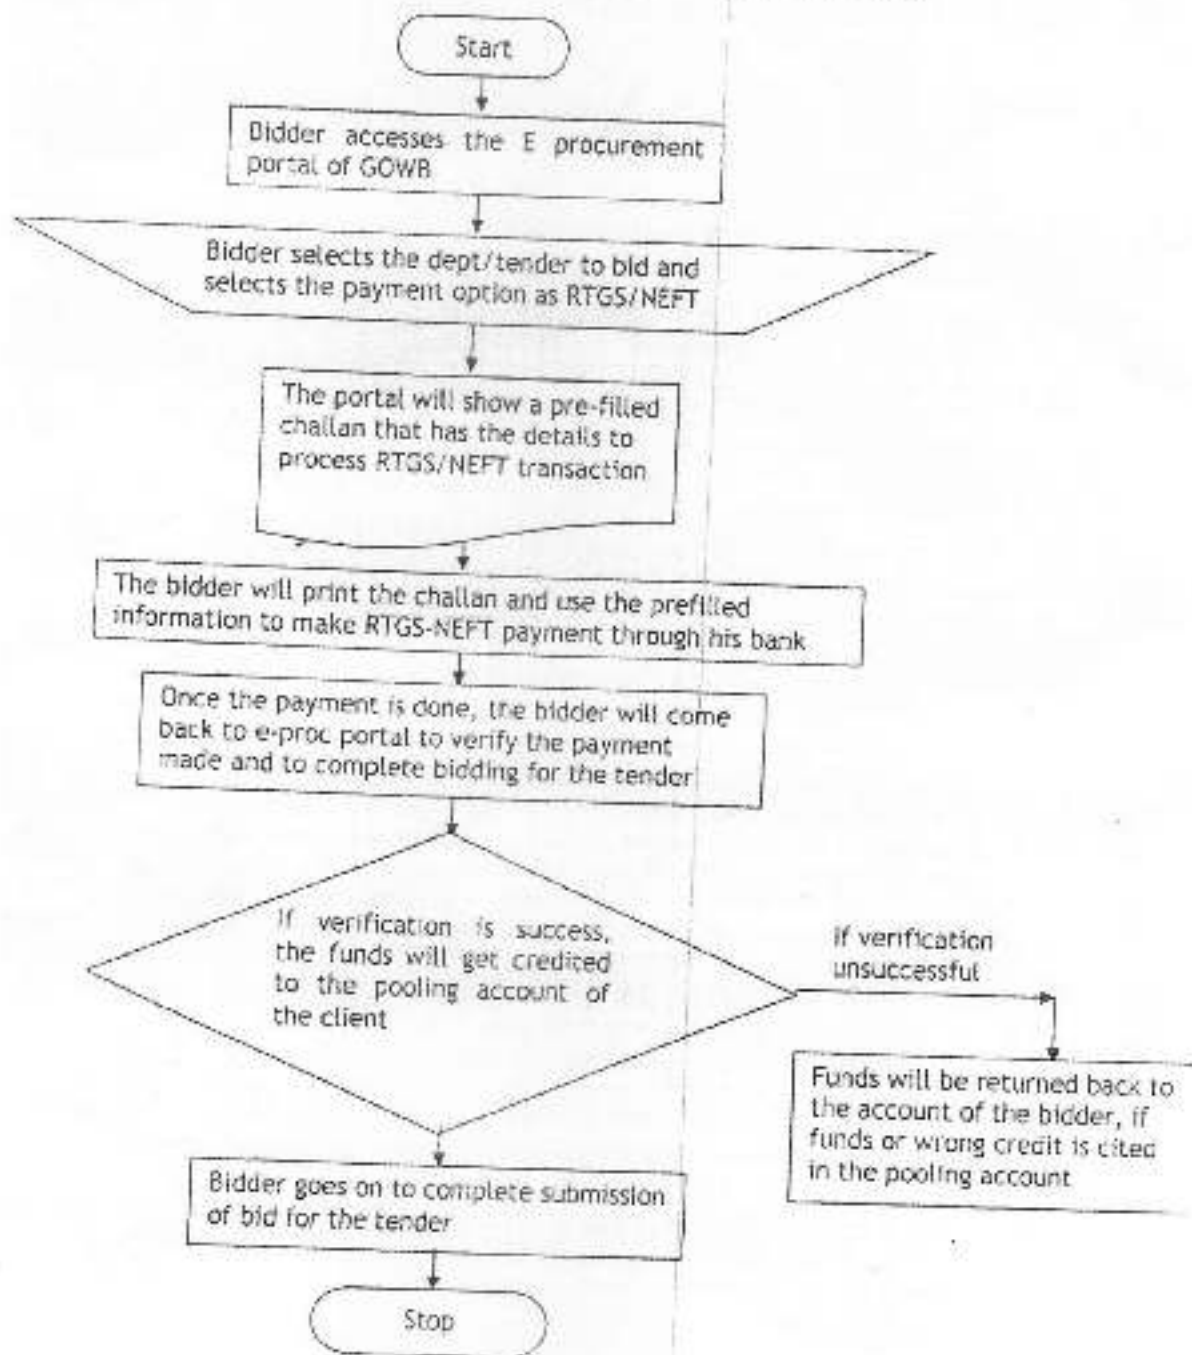 Start
Bidder accesses the E procurement
portal of GOWB
Bidder selects the dept/tender to bid and
selects the payment option as RTGS/NEFT
The portal will show a pre-filled
challan that has the details to
process RTGS/NEFT transaction
The bidder will print the challan and use the prefilled
information to make RTGS-NEFT payment through his bank
Once the payment is done, the bidder will come
back to e-proc portal to verify the payment
made and to complete bidding for the tender
If verification is success,
the funds will get credited
to the pooling account of
the client
if verification
unsuccessful
Funds will be returned back to
the account of the bidder, if
funds or wrong credit is cited
in the pooling account
Bidder goes on to complete submission
of bid for the tender
Stop